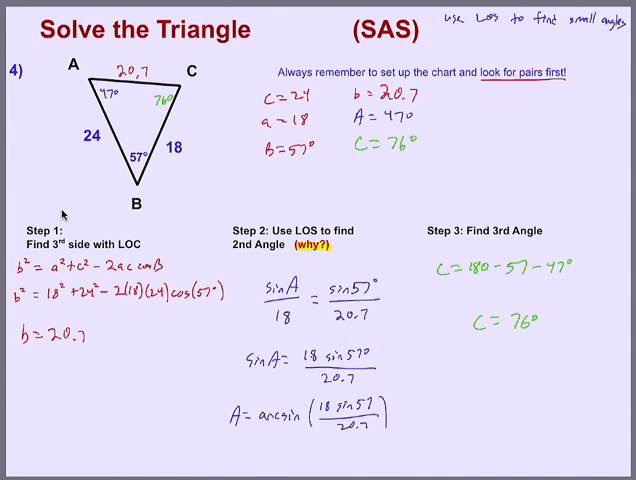 Solve the Triangle (SAS)
use LOS to find small angles
4)
A
20.7
C
47°
76°
24
18
57°
B
Always remember to set up the chart and look for pairs first!
c = 24 b = 20.7
a = 18 A = 47°
B = 57° C = 76°
Step 1:
Find 3rd side with LOC
b² = a² + c² - 2ac cosB
b² = 18² + 24² - 2(18)(24) cos(57°)
b = 20.7
Step 2: Use LOS to find
2nd Angle (why?)
sin A / 18 = sin 57° / 20.7
sin A = 18 sin 57° / 20.7
A = arcsin (18 sin 57 / 20.7)
Step 3: Find 3rd Angle
C = 180 - 57 - 47°
C = 76°